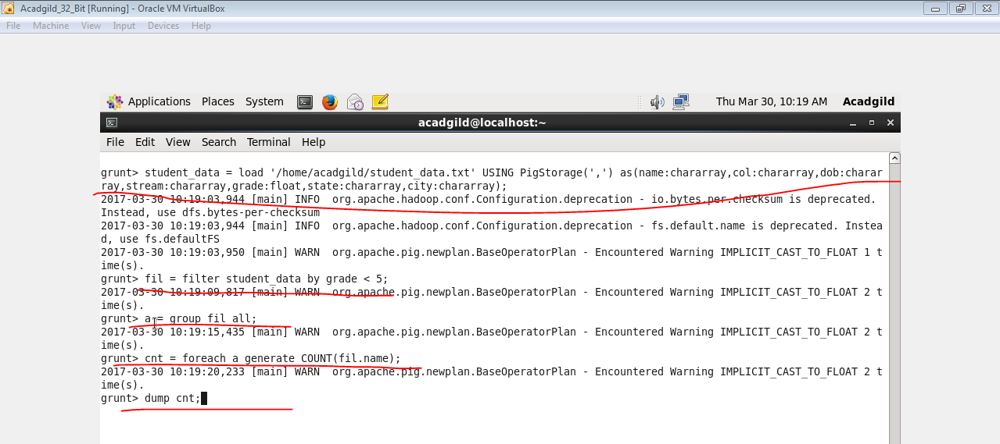 Acadgild_32_Bit [Running] - Oracle VM VirtualBox
File Machine View Input Devices Help
Applications Places System Thu Mar 30, 10:19 AM Acadgild
acadgild@localhost:~
File Edit View Search Terminal Help
grunt> student_data = load '/home/acadgild/student_data.txt' USING PigStorage(',') as(name:chararray,col:chararray,dob:charar
ray,stream:chararray,grade:float,state:chararray,city:chararray);
2017-03-30 10:19:03,944 [main] INFO  org.apache.hadoop.conf.Configuration.deprecation - io.bytes.per.checksum is deprecated.
Instead, use dfs.bytes-per-checksum
2017-03-30 10:19:03,944 [main] INFO  org.apache.hadoop.conf.Configuration.deprecation - fs.default.name is deprecated. Instea
d, use fs.defaultFS
2017-03-30 10:19:03,950 [main] WARN  org.apache.pig.newplan.BaseOperatorPlan - Encountered Warning IMPLICIT_CAST_TO_FLOAT 1 t
ime(s).
grunt> fil = filter student_data by grade < 5;
2017-03-30 10:19:09,817 [main] WARN  org.apache.pig.newplan.BaseOperatorPlan - Encountered Warning IMPLICIT_CAST_TO_FLOAT 2 t
ime(s).
grunt> a = group fil all;
2017-03-30 10:19:15,435 [main] WARN  org.apache.pig.newplan.BaseOperatorPlan - Encountered Warning IMPLICIT_CAST_TO_FLOAT 2 t
ime(s).
grunt> cnt = foreach a generate COUNT(fil.name);
2017-03-30 10:19:20,233 [main] WARN  org.apache.pig.newplan.BaseOperatorPlan - Encountered Warning IMPLICIT_CAST_TO_FLOAT 2 t
ime(s).
grunt> dump cnt;